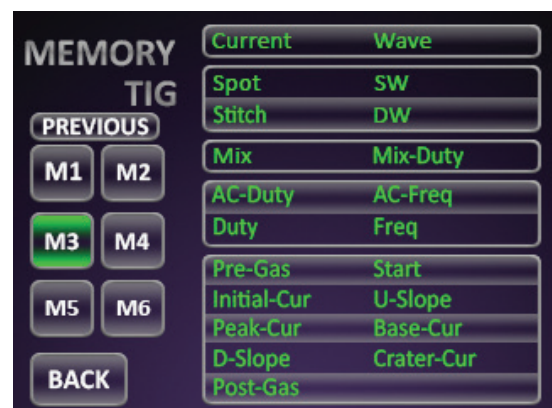 MEMORY
TIG
PREVIOUS
M1 M2
M3 M4
M5 M6
BACK
Current Wave
Spot SW
Stitch DW
Mix Mix-Duty
AC-Duty AC-Freq
Duty Freq
Pre-Gas Start
Initial-Cur U-Slope
Peak-Cur Base-Cur
D-Slope Crater-Cur
Post-Gas